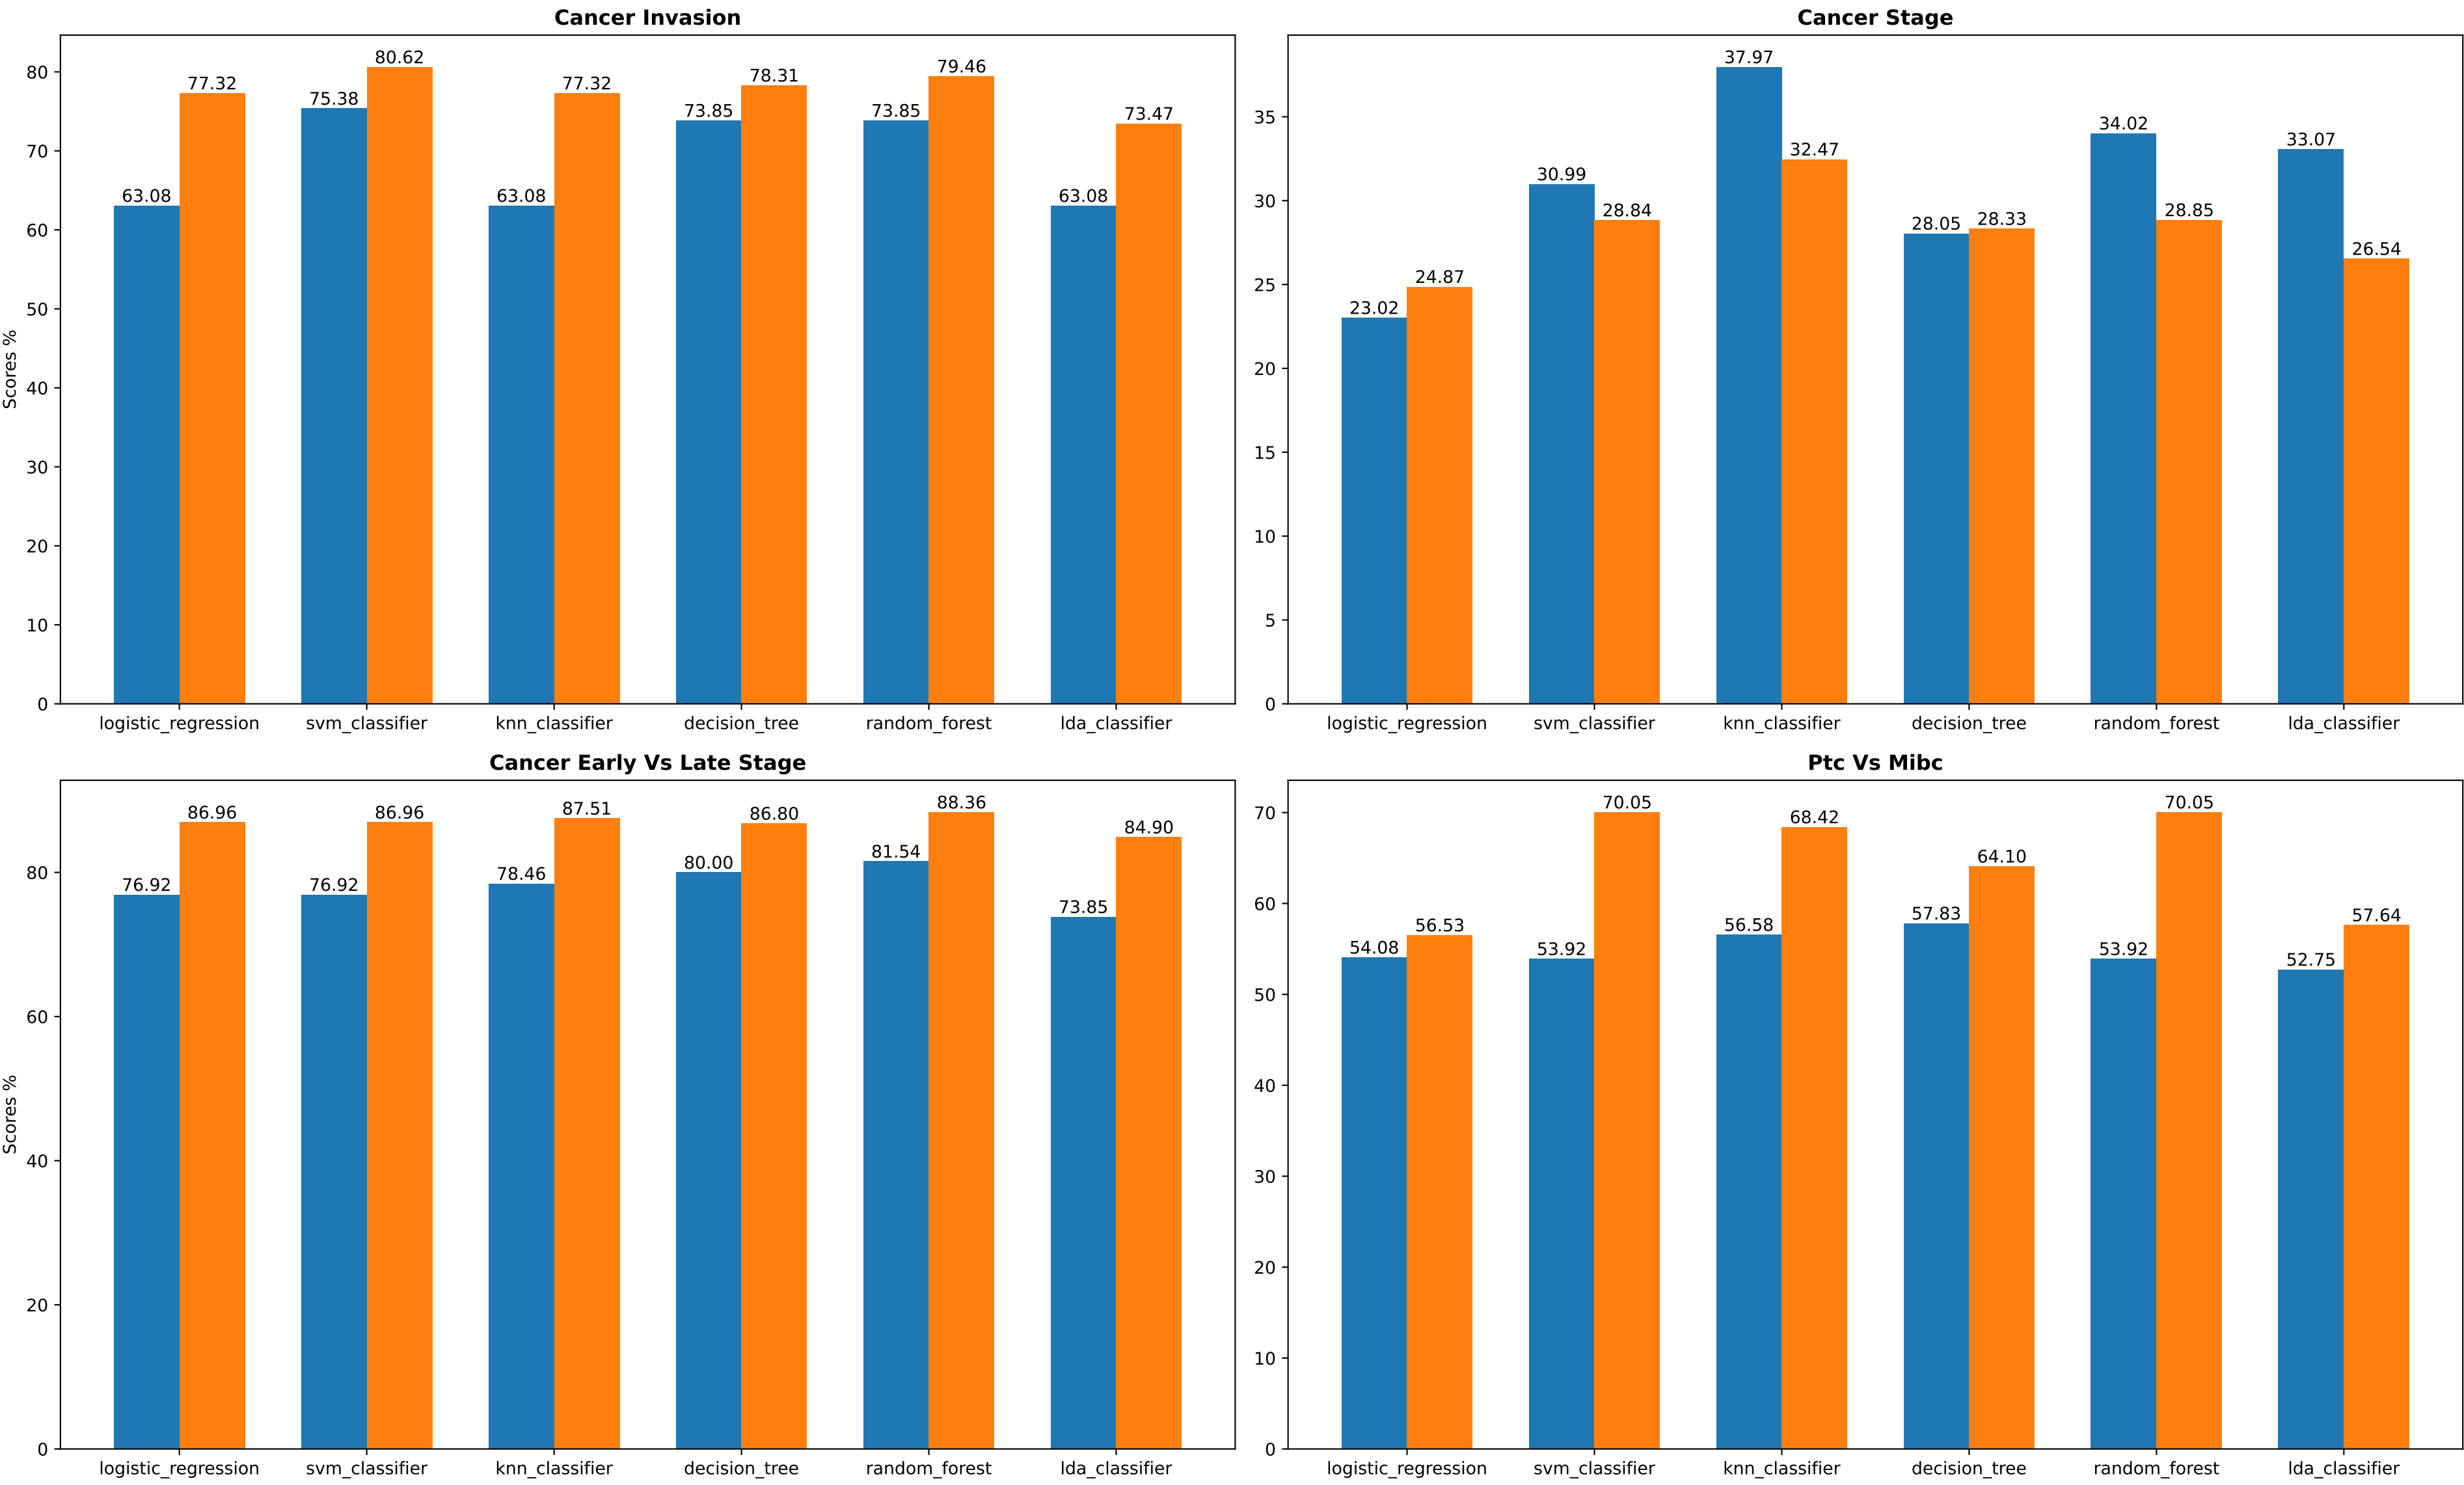 Cancer Invasion
Scores %
80
70
60
50
40
30
20
10
0
63.08 77.32 75.38 80.62 63.08 77.32 73.85 78.31 73.85 79.46 63.08 73.47
logistic_regression svm_classifier knn_classifier decision_tree random_forest lda_classifier
Cancer Stage
35
30
25
20
15
10
5
0
23.02 24.87 30.99 28.84 37.97 32.47 28.05 28.33 34.02 28.85 33.07 26.54
logistic_regression svm_classifier knn_classifier decision_tree random_forest lda_classifier
Cancer Early Vs Late Stage
Scores %
80
60
40
20
0
76.92 86.96 76.92 86.96 78.46 87.51 80.00 86.80 81.54 88.36 73.85 84.90
logistic_regression svm_classifier knn_classifier decision_tree random_forest lda_classifier
Ptc Vs Mibc
70
60
50
40
30
20
10
0
54.08 56.53 53.92 70.05 56.58 68.42 57.83 64.10 53.92 70.05 52.75 57.64
logistic_regression svm_classifier knn_classifier decision_tree random_forest lda_classifier